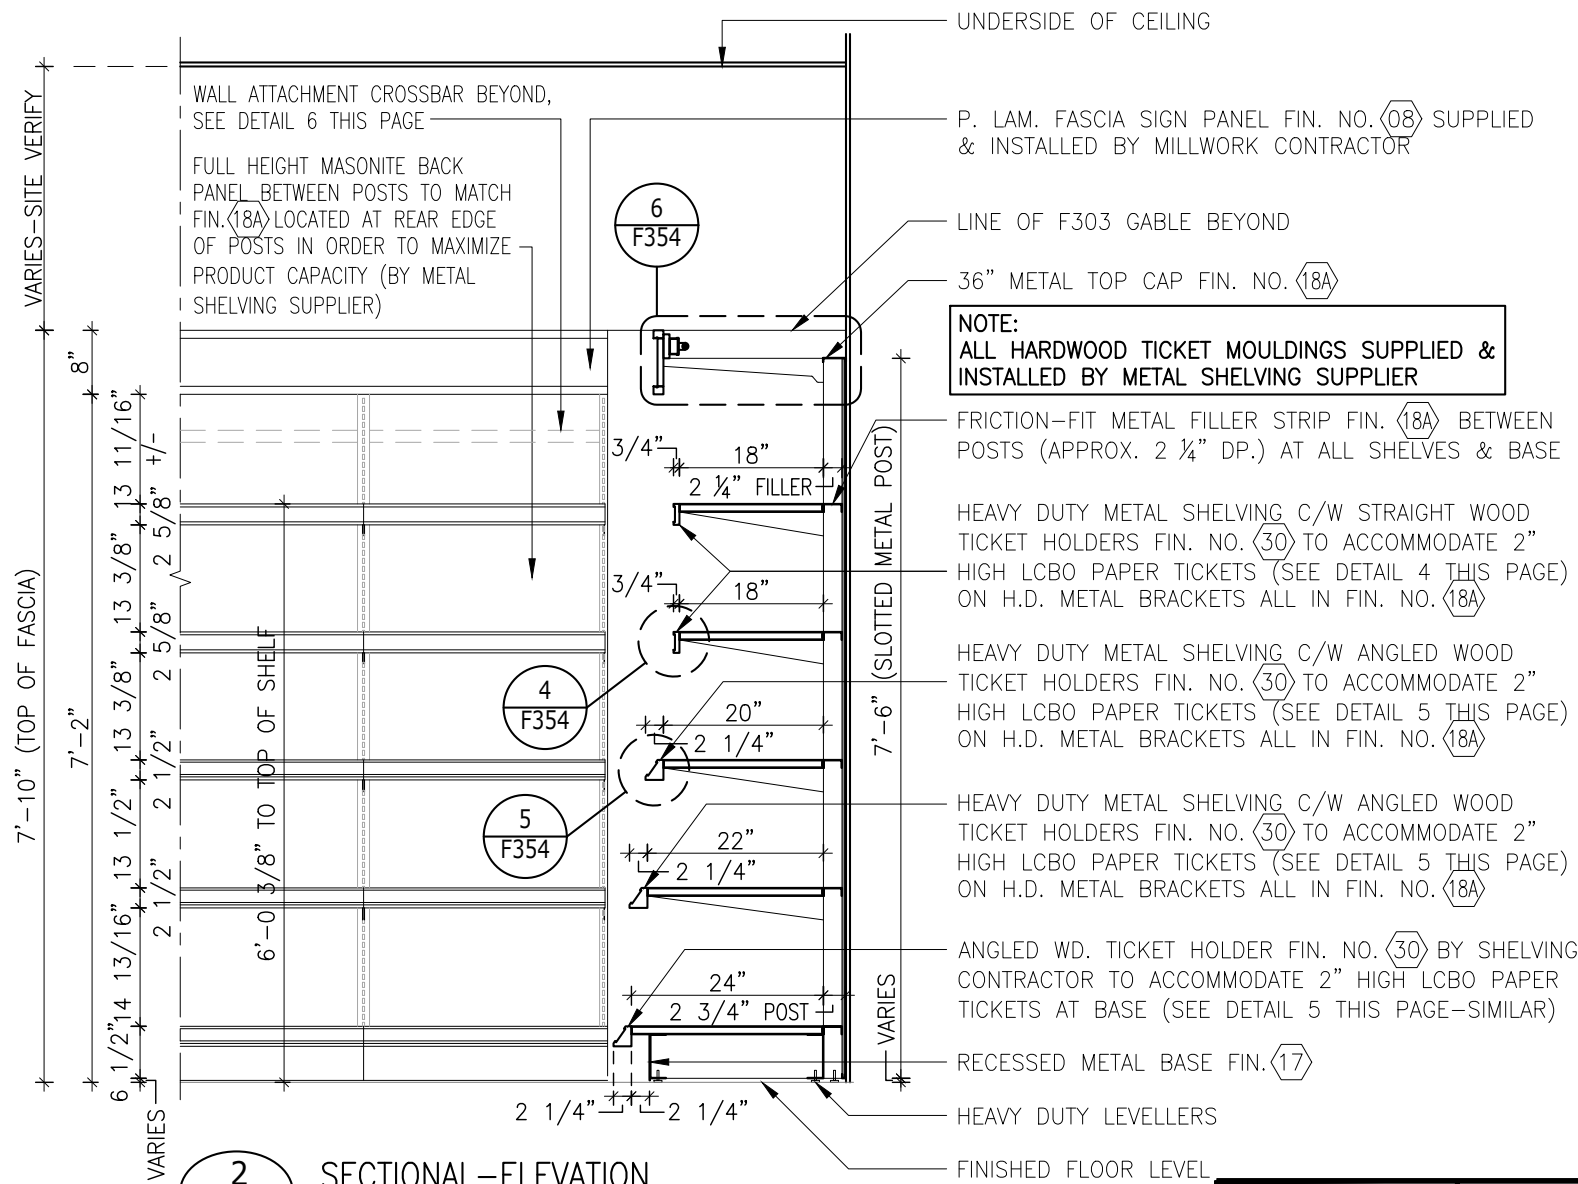 UNDERSIDE OF CEILING
WALL ATTACHMENT CROSSBAR BEYOND,
SEE DETAIL 6 THIS PAGE
P. LAM. FASCIA SIGN PANEL FIN. NO. 08 SUPPLIED
& INSTALLED BY MILLWORK CONTRACTOR
FULL HEIGHT MASONITE BACK
PANEL BETWEEN POSTS TO MATCH
FIN. 18A LOCATED AT REAR EDGE
OF POSTS IN ORDER TO MAXIMIZE
PRODUCT CAPACITY (BY METAL
SHELVING SUPPLIER)
6
F354
LINE OF F303 GABLE BEYOND
36" METAL TOP CAP FIN. NO. 18A
NOTE:
ALL HARDWOOD TICKET MOULDINGS SUPPLIED &
INSTALLED BY METAL SHELVING SUPPLIER
FRICTION-FIT METAL FILLER STRIP FIN. 18A BETWEEN
POSTS (APPROX. 2 ¼" DP.) AT ALL SHELVES & BASE
HEAVY DUTY METAL SHELVING C/W STRAIGHT WOOD
TICKET HOLDERS FIN. NO. 30 TO ACCOMMODATE 2"
HIGH LCBO PAPER TICKETS (SEE DETAIL 4 THIS PAGE)
ON H.D. METAL BRACKETS ALL IN FIN. NO. 18A
HEAVY DUTY METAL SHELVING C/W ANGLED WOOD
TICKET HOLDERS FIN. NO. 30 TO ACCOMMODATE 2"
HIGH LCBO PAPER TICKETS (SEE DETAIL 5 THIS PAGE)
ON H.D. METAL BRACKETS ALL IN FIN. NO. 18A
HEAVY DUTY METAL SHELVING C/W ANGLED WOOD
TICKET HOLDERS FIN. NO. 30 TO ACCOMMODATE 2"
HIGH LCBO PAPER TICKETS (SEE DETAIL 5 THIS PAGE)
ON H.D. METAL BRACKETS ALL IN FIN. NO. 18A
ANGLED WD. TICKET HOLDER FIN. NO. 30 BY SHELVING
CONTRACTOR TO ACCOMMODATE 2" HIGH LCBO PAPER
TICKETS AT BASE (SEE DETAIL 5 THIS PAGE-SIMILAR)
RECESSED METAL BASE FIN. 17
HEAVY DUTY LEVELLERS
FINISHED FLOOR LEVEL
VARIES-SITE VERIFY
7'-10" (TOP OF FASCIA)
8"
7'-2"
13 11/16"
+/-
2 5/8"
13 3/8"
2 5/8"
13 3/8"
2 1/2"
13 1/2"
2 1/2"
14 13/16"
6 1/2"
VARIES
6'-0 3/8" TO TOP OF SHELF
3/4"
18"
2 ¼" FILLER
3/4"
18"
4
F354
20"
2 1/4"
5
F354
22"
2 1/4"
24"
2 3/4" POST
2 1/4"
2 1/4"
7'-6" (SLOTTED METAL POST)
VARIES
2
SECTIONAL-ELEVATION